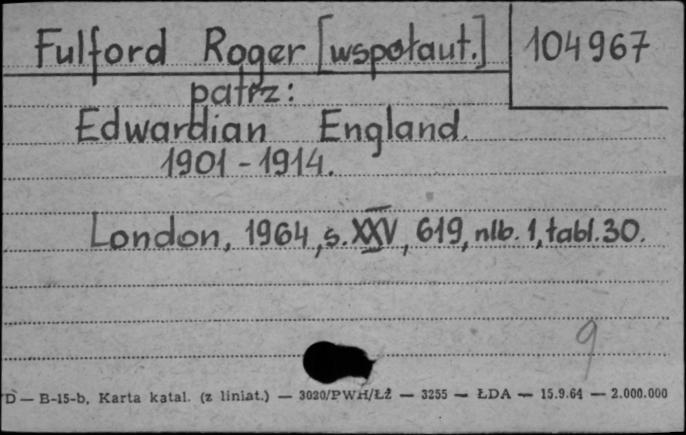 Fulford Roger [współaut.] 104967
patrz:
Edwardian England
1901-1914.
London, 1964, s. XXV, 619, nlb. 1, tabl. 30.
9
D — B-15-b, Karta katal. (z liniat.) — 3020/PWH/ŁŻ — 3255 — ŁDA — 15.9.64 — 2.000.000